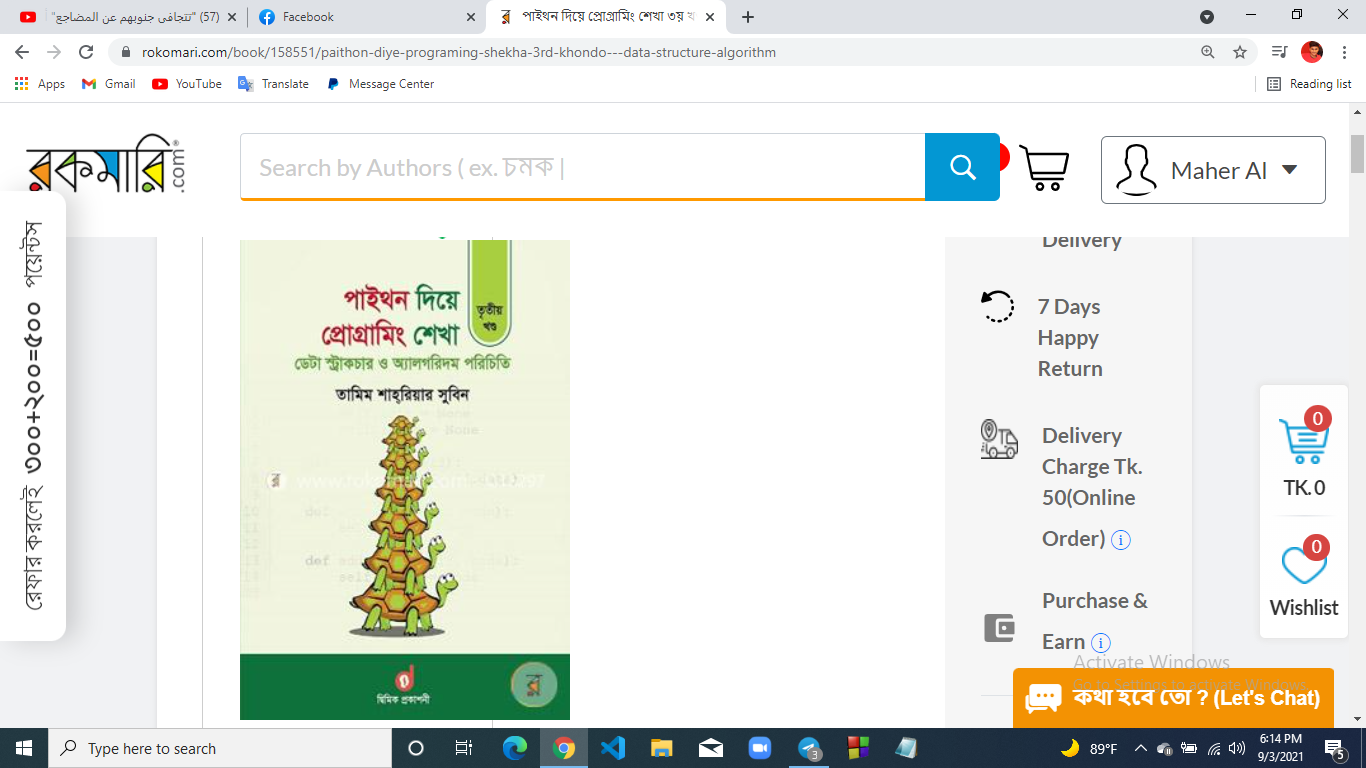 (57) "تتجافى جنوبهم عن المضاجع"
Facebook
পাইথন দিয়ে প্রোগ্রামিং শেখা ৩য় খ
rokomari.com/book/158551/paithon-diye-programing-shekha-3rd-khondo---data-structure-algorithm
Apps
Gmail
YouTube
Translate
Message Center
Reading list
রকমারি
.com
®
Search by Authors ( ex. চমক |
Maher Al
রেফার করলেই ৩০০+২০০=৫০০ পয়েন্টস
পাইথন দিয়ে
প্রোগ্রামিং শেখা
তৃতীয়
খণ্ড
ডেটা স্ট্রাকচার ও অ্যালগরিদম পরিচিতি
তামিম শাহ্‌রিয়ার সুবিন
দ্বিমিক প্রকাশনী
Delivery
7 Days
Happy
Return
Delivery
Charge Tk.
50(Online
Order)
Purchase &
Earn
0
TK. 0
0
Wishlist
Activate Windows
Go to Settings to activate Windows.
কথা হবে তো ? (Let's Chat)
Type here to search
3
89°F
6:14 PM
9/3/2021
5